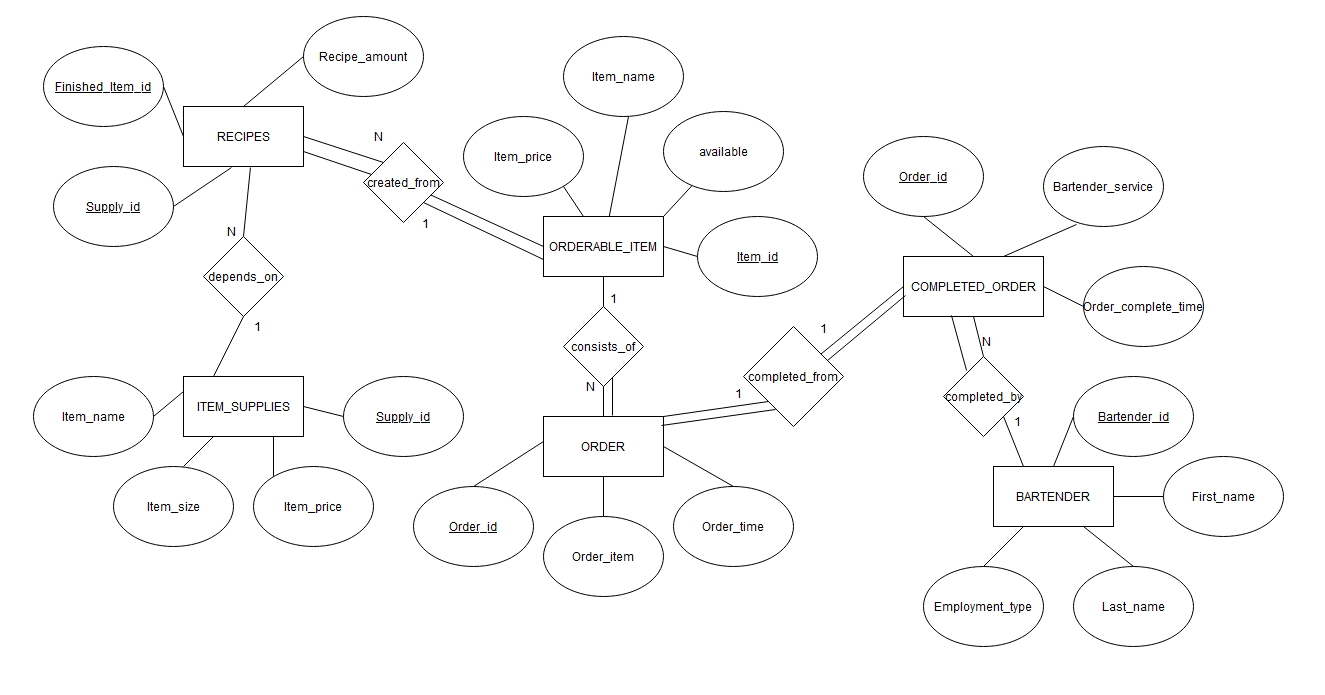 Recipe_amount
Finished_Item_id
RECIPES
Supply_id
N
created_from
1
Item_name
Item_price
available
ORDERABLE_ITEM
Item_id
Order_id
Bartender_service
COMPLETED_ORDER
Order_complete_time
N
depends_on
1
1
consists_of
N
1
completed_from
1
N
completed_by
1
Item_name
ITEM_SUPPLIES
Supply_id
Item_size
Item_price
ORDER
Order_id
Order_item
Order_time
Bartender_id
BARTENDER
First_name
Employment_type
Last_name